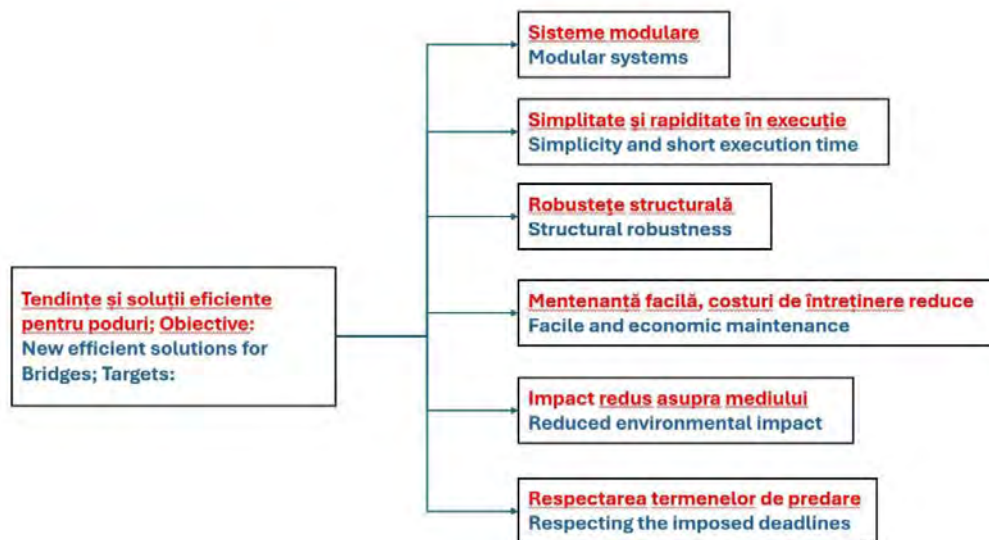 Sisteme modulare
Modular systems
Simplitate și rapiditate în execuție
Simplicity and short execution time
Robustețe structurală
Structural robustness
Tendințe și soluții eficiente
pentru poduri; Obiective:
New efficient solutions for
Bridges; Targets:
Mentenanță facilă, costuri de întreținere reduce
Facile and economic maintenance
Impact redus asupra mediului
Reduced environmental impact
Respectarea termenelor de predare
Respecting the imposed deadlines